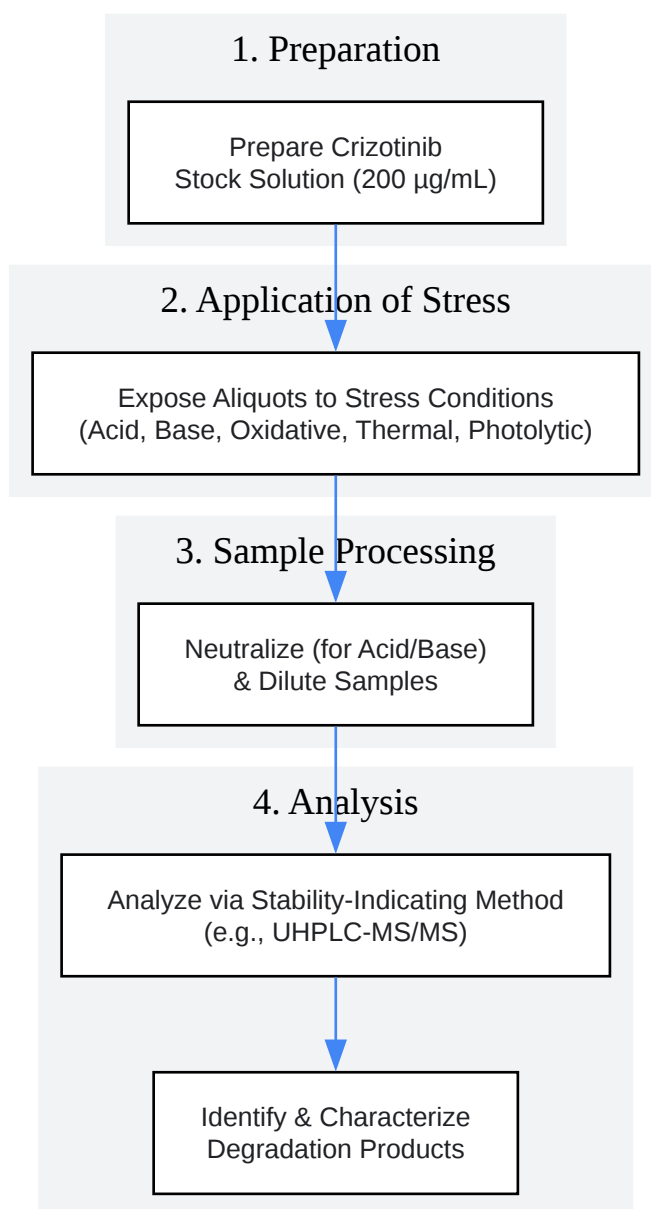 1. Preparation
Prepare Crizotinib
Stock Solution (200 µg/mL)
2. Application of Stress
Expose Aliquots to Stress Conditions
(Acid, Base, Oxidative, Thermal, Photolytic)
3. Sample Processing
Neutralize (for Acid/Base)
& Dilute Samples
4. Analysis
Analyze via Stability-Indicating Method
(e.g., UHPLC-MS/MS)
Identify & Characterize
Degradation Products